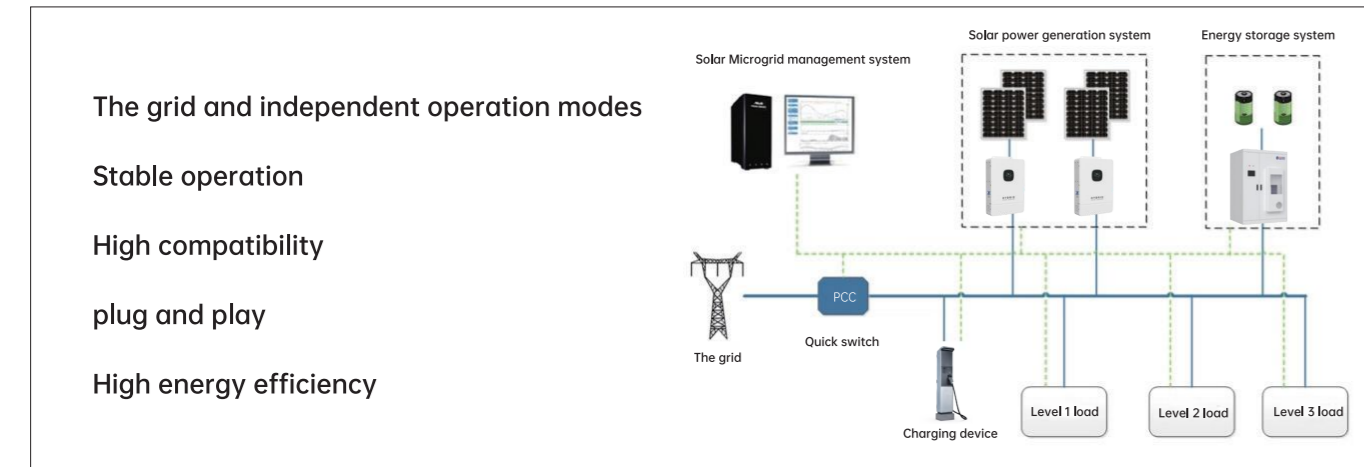 The grid and independent operation modes
Stable operation
High compatibility
plug and play
High energy efficiency
Solar power generation system
Energy storage system
Solar Microgrid management system
PCC
Quick switch
The grid
Charging device
Level 1 load
Level 2 load
Level 3 load